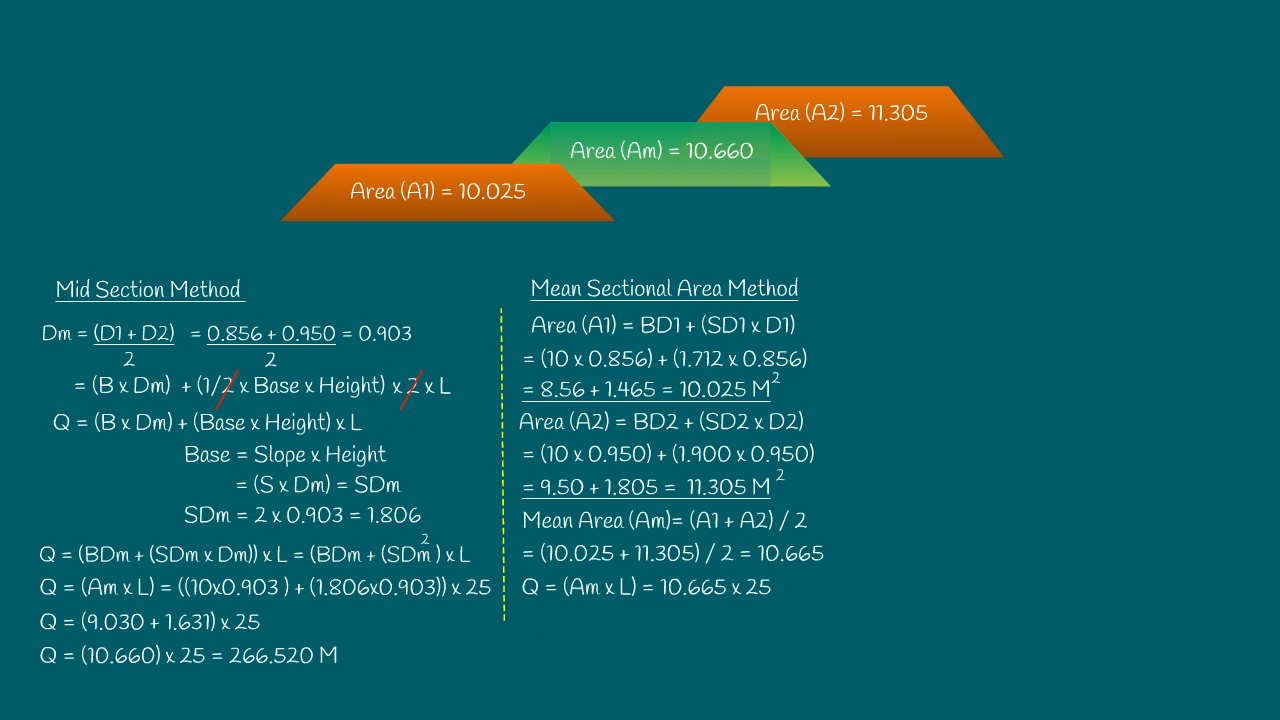 Area (A2) = 11.305
Area (Am) = 10.660
Area (A1) = 10.025
Mid Section Method
Dm = (D1 + D2) = 0.856 + 0.950 = 0.903
2 2
= (B x Dm) + (1/2 x Base x Height) x 2 x L
Q = (B x Dm) + (Base x Height) x L
Base = Slope x Height
= (S x Dm) = SDm
SDm = 2 x 0.903 = 1.806
Q = (BDm + (SDm x Dm)) x L = (BDm + (SDm²) x L
Q = (Am x L) = ((10x0.903 ) + (1.806x0.903)) x 25
Q = (9.030 + 1.631) x 25
Q = (10.660) x 25 = 266.520 M
Mean Sectional Area Method
Area (A1) = BD1 + (SD1 x D1)
= (10 x 0.856) + (1.712 x 0.856)
= 8.56 + 1.465 = 10.025 M²
Area (A2) = BD2 + (SD2 x D2)
= (10 x 0.950) + (1.900 x 0.950)
= 9.50 + 1.805 = 11.305 M²
Mean Area (Am)= (A1 + A2) / 2
= (10.025 + 11.305) / 2 = 10.665
Q = (Am x L) = 10.665 x 25